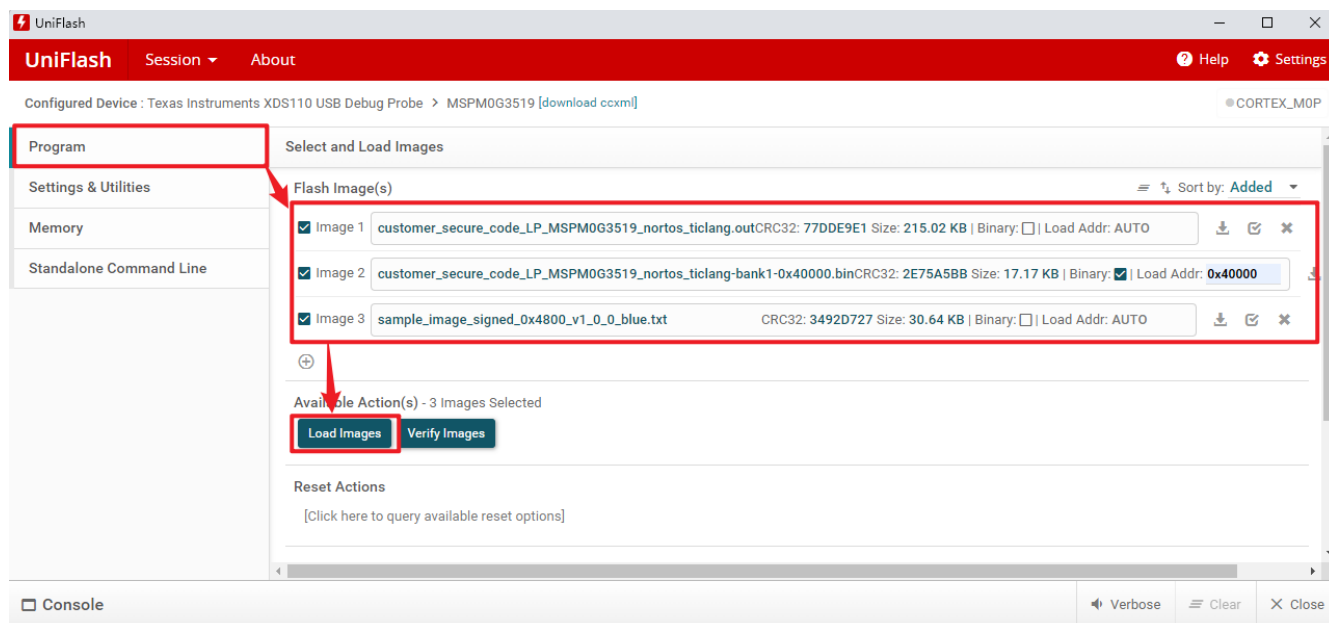 UniFlash
UniFlash Session About Help Settings
Configured Device : Texas Instruments XDS110 USB Debug Probe > MSPM0G3519 [download ccxml] CORTEX_M0P
Program
Select and Load Images
Settings & Utilities
Flash Image(s)
Sort by: Added
Memory
Image 1 customer_secure_code_LP_MSPM0G3519_nortos_ticlang.outCRC32: 77DDE9E1 Size: 215.02 KB | Binary: | Load Addr: AUTO
Standalone Command Line
Image 2 customer_secure_code_LP_MSPM0G3519_nortos_ticlang-bank1-0x40000.binCRC32: 2E75A5BB Size: 17.17 KB | Binary: | Load Addr: 0x40000
Image 3 sample_image_signed_0x4800_v1_0_0_blue.txt CRC32: 3492D727 Size: 30.64 KB | Binary: | Load Addr: AUTO
Available Action(s) - 3 Images Selected
Load Images Verify Images
Reset Actions
[Click here to query available reset options]
Console Verbose Clear Close